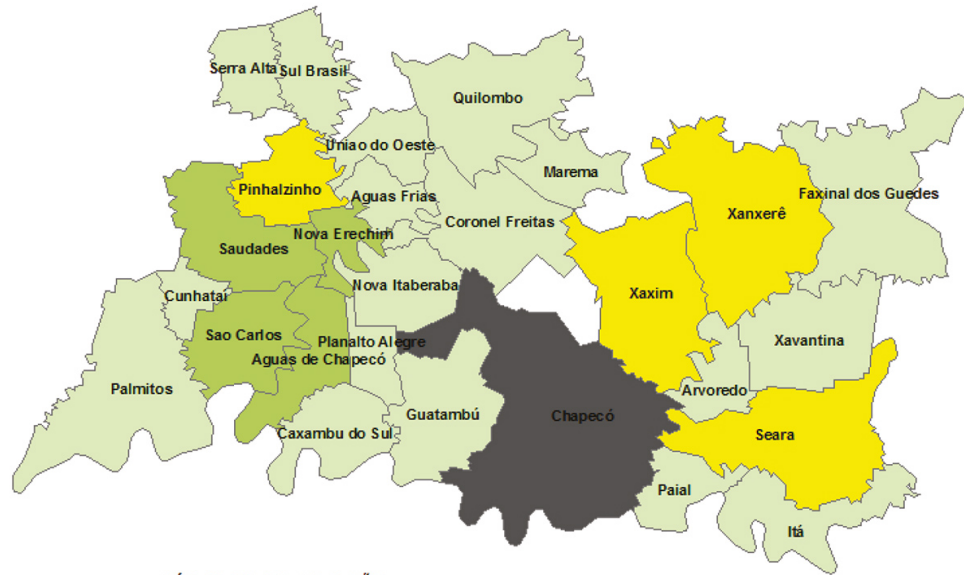 Serra Alta
Sul Brasil
Quilombo
Uniao do Oeste
Marema
Pinhalzinho
Aguas Frias
Faxinal dos Guedes
Xanxerê
Coronel Freitas
Nova Erechim
Saudades
Nova Itaberaba
Cunhatai
Xaxim
Sao Carlos
Planalto Alegre
Xavantina
Aguas de Chapecó
Palmitos
Arvoredo
Guatambú
Chapecó
Caxambu do Sul
Seara
Paial
Itá